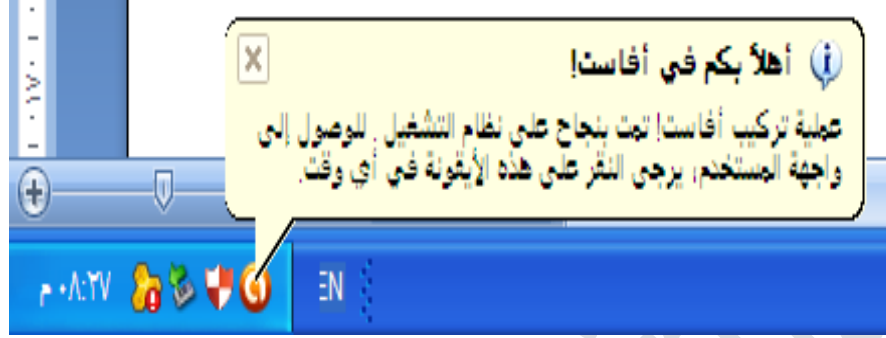 أهلاً بكم في أفاست!
عملية تركيب أفاست! تمت بنجاح على نظام التشغيل . للوصول إلى
واجهة المستخدم، يرجى النقر على هذه الأيقونة في أي وقت.
EN
٠٨:٢٧ م